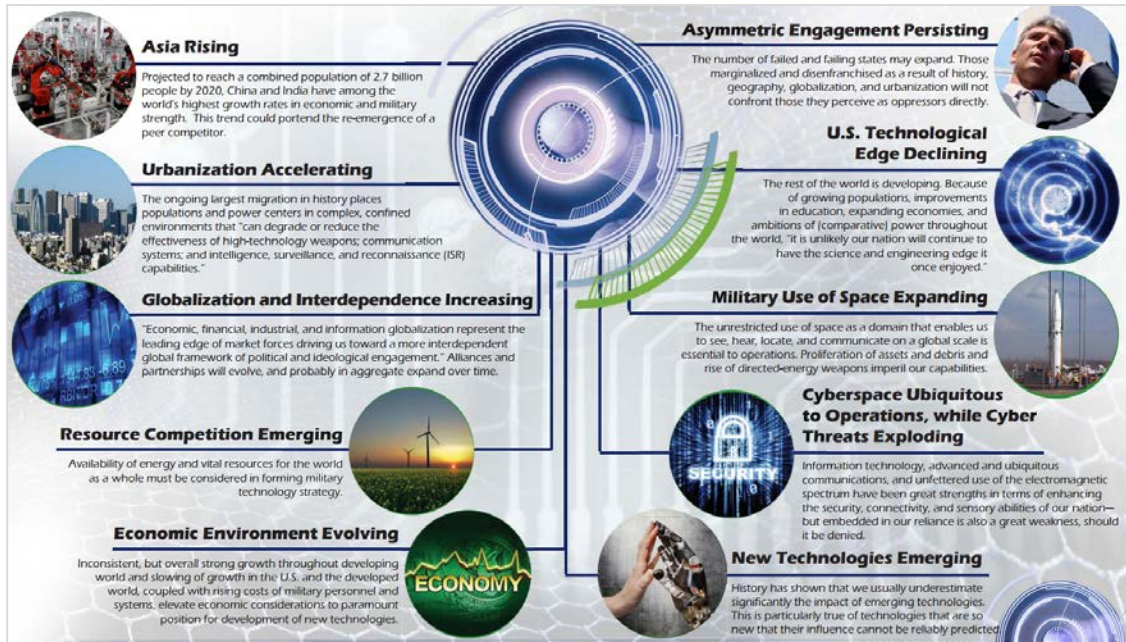 Asia Rising
Projected to reach a combined population of 2.7 billion
people by 2020, China and India have among the
world's highest growth rates in economic and military
strength. This trend could portend the re-emergence of a
peer competitor.
Urbanization Accelerating
The ongoing largest migration in history places
populations and power centers in complex, confined
environments that "can degrade or reduce the
effectiveness of high-technology weapons; communication
systems; and intelligence, surveillance, and reconnaissance (ISR)
capabilities."
Globalization and Interdependence Increasing
"Economic, financial, industrial, and information globalization represent the
leading edge of market forces driving us toward a more interdependent
global framework of political and ideological engagement." Alliances and
partnerships will evolve, and probably in aggregate expand over time.
Resource Competition Emerging
Availability of energy and vital resources for the world
as a whole must be considered in forming military
technology strategy.
Economic Environment Evolving
Inconsistent, but overall strong growth throughout developing
world and slowing of growth in the U.S. and the developed
world, coupled with rising costs of military personnel and
systems, elevate economic considerations to paramount
position for development of new technologies.
ECONOMY
Asymmetric Engagement Persisting
The number of failed and failing states may expand. Those
marginalized and disenfranchised as a result of history,
geography, globalization, and urbanization will not
confront those they perceive as oppressors directly.
U.S. Technological
Edge Declining
The rest of the world is developing. Because
of growing populations, improvements
in education, expanding economies, and
ambitions of (comparative) power throughout
the world, "it is unlikely our nation will continue to
have the science and engineering edge it
once enjoyed."
Military Use of Space Expanding
The unrestricted use of space as a domain that enables us
to see, hear, locate, and communicate on a global scale is
essential to operations. Proliferation of assets and debris and
rise of directed-energy weapons imperil our capabilities.
Cyberspace Ubiquitous
to Operations, while Cyber
Threats Exploding
SECURITY
Information technology, advanced and ubiquitous
communications, and unfettered use of the electromagnetic
spectrum have been great strengths in terms of enhancing
the security, connectivity, and sensory abilities of our nation—
but embedded in our reliance is also a great weakness, should
it be denied.
New Technologies Emerging
History has shown that we usually underestimate
significantly the impact of emerging technologies.
This is particularly true of technologies that are so
new that their influence cannot be reliably predicted